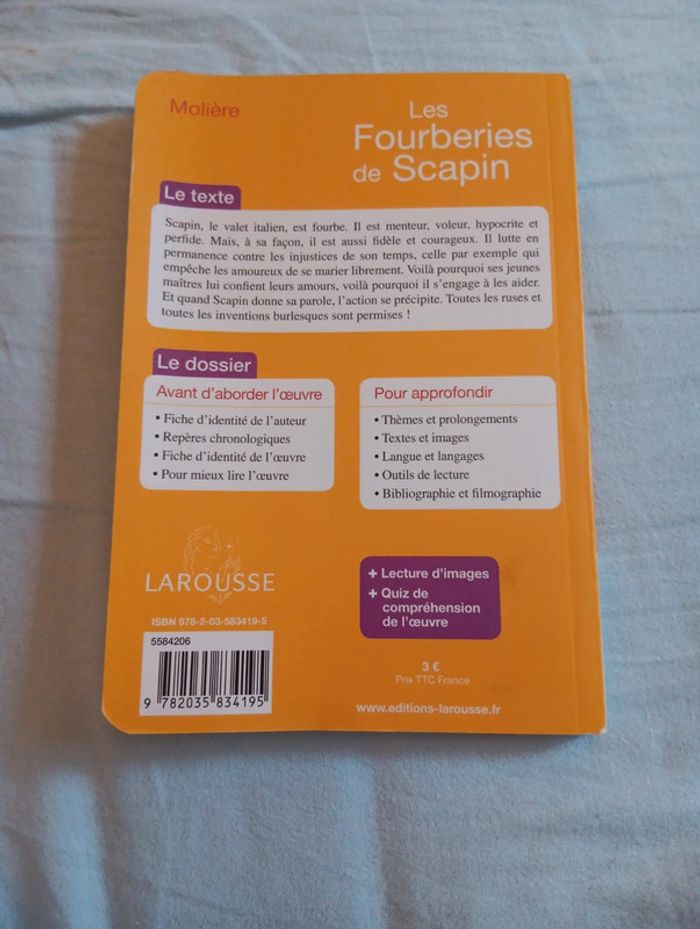 Molière
Les
Fourberies
de Scapin
Le texte
Scapin, le valet italien, est fourbe. Il est menteur, voleur, hypocrite et
perfide. Mais, à sa façon, il est aussi fidèle et courageux. Il lutte en
permanence contre les injustices de son temps, celle par exemple qui
empêche les amoureux de se marier librement. Voilà pourquoi ses jeunes
maîtres lui confient leurs amours, voilà pourquoi il s'engage à les aider.
Et quand Scapin donne sa parole, l'action se précipite. Toutes les ruses et
toutes les inventions burlesques sont permises !
Le dossier
Avant d'aborder l'œuvre
• Fiche d'identité de l'auteur
• Repères chronologiques
• Fiche d'identité de l'œuvre
• Pour mieux lire l'œuvre
Pour approfondir
• Thèmes et prolongements
• Textes et images
• Langue et langages
• Outils de lecture
• Bibliographie et filmographie
LAROUSSE
+ Lecture d'images
+ Quiz de
compréhension
de l'œuvre
ISBN 978-2-03-583419-5
5584206
9 782035 834195
3 €
Prix TTC France
www.editions-larousse.fr